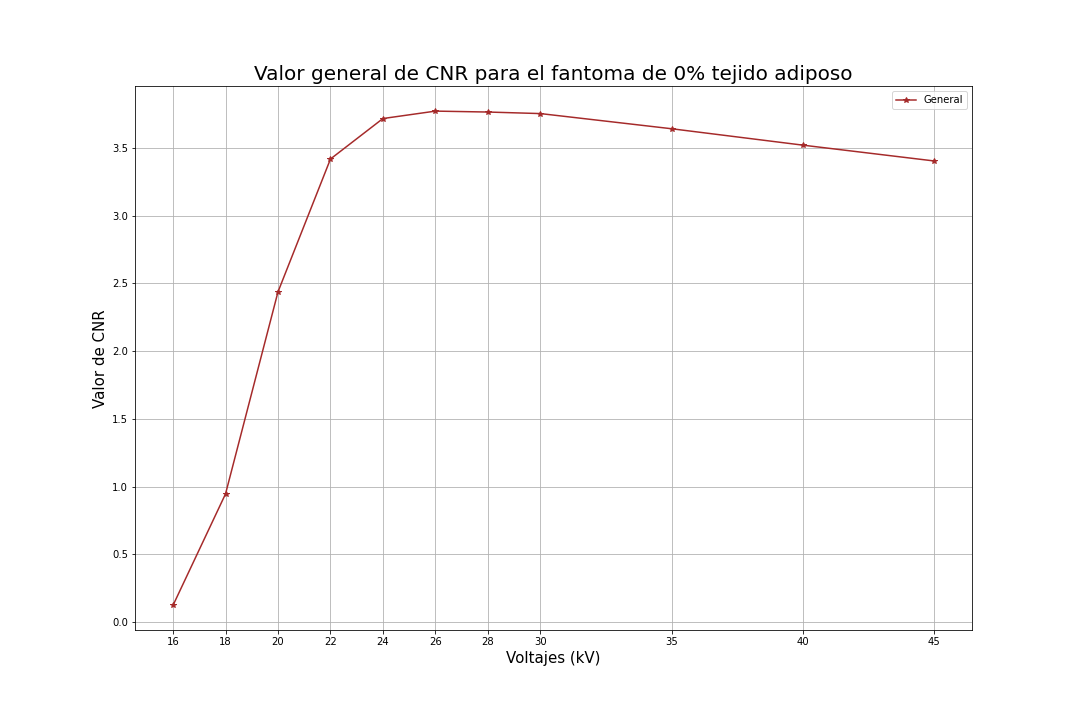 Valor general de CNR para el fantoma de 0% tejido adiposo
General
Valor de CNR
3.5
3.0
2.5
2.0
1.5
1.0
0.5
0.0
16 18 20 22 24 26 28 30 35 40 45
Voltajes (kV)